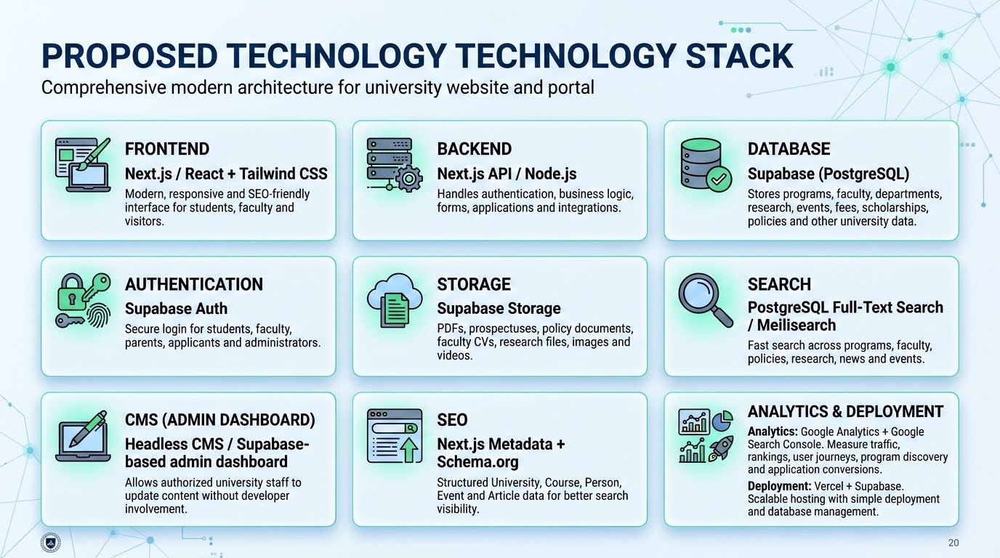 PROPOSED TECHNOLOGY TECHNOLOGY STACK
Comprehensive modern architecture for university website and portal
FRONTEND
Next.js / React + Tailwind CSS
Modern, responsive and SEO-friendly
interface for students, faculty and
visitors.
BACKEND
Next.js API / Node.js
Handles authentication, business logic,
forms, applications and integrations.
DATABASE
Supabase (PostgreSQL)
Stores programs, faculty, departments,
research, events, fees, scholarships,
policies and other university data.
AUTHENTICATION
Supabase Auth
Secure login for students, faculty,
parents, applicants and administrators.
STORAGE
Supabase Storage
PDFs, prospectuses, policy documents,
faculty CVs, research files, images and
videos.
SEARCH
PostgreSQL Full-Text Search
/ Meilisearch
Fast search across programs, faculty,
policies, research, news and events.
CMS (ADMIN DASHBOARD)
Headless CMS / Supabase-
based admin dashboard
Allows authorized university staff to
update content without developer
involvement.
SEO
Next.js Metadata +
Schema.org
Structured University, Course, Person,
Event and Article data for better search
visibility.
ANALYTICS & DEPLOYMENT
Analytics: Google Analytics + Google
Search Console. Measure traffic,
rankings, user journeys, program discovery
and application conversions.
Deployment: Vercel + Supabase.
Scalable hosting with simple deployment
and database management.
20